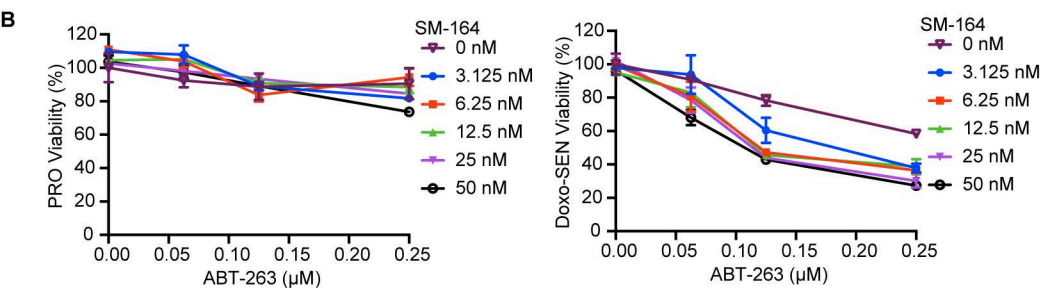 B
PRO Viability (%)
120
100
80
60
40
20
0
0.00 0.05 0.10 0.15 0.20 0.25
ABT-263 (µM)
SM-164
0 nM
3.125 nM
6.25 nM
12.5 nM
25 nM
50 nM
Doxo-SEN Viability (%)
120
100
80
60
40
20
0
0.00 0.05 0.10 0.15 0.20 0.25
ABT-263 (µM)
SM-164
0 nM
3.125 nM
6.25 nM
12.5 nM
25 nM
50 nM